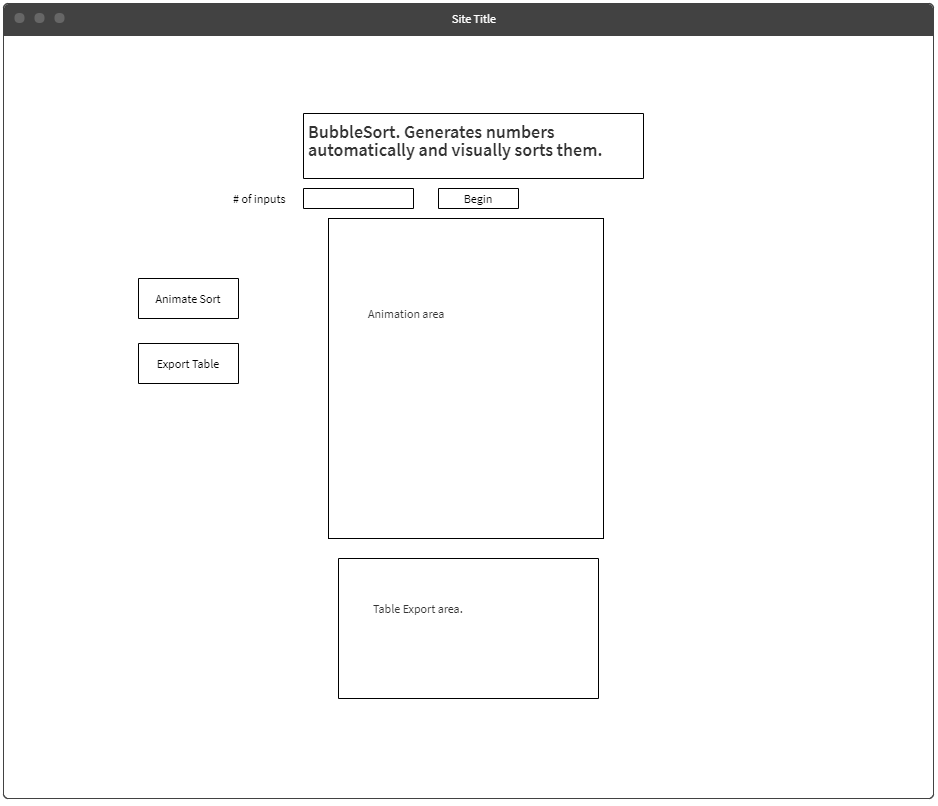 Site Title
BubbleSort. Generates numbers
automatically and visually sorts them.
# of inputs
Begin
Animate Sort
Animation area
Export Table
Table Export area.